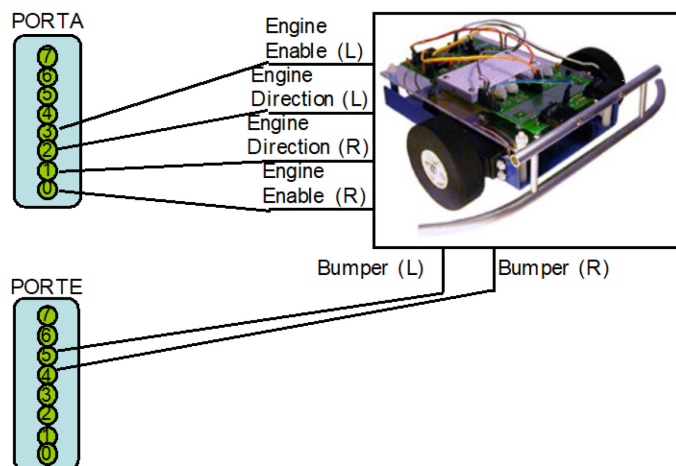 PORTA
7
6
5
4
3
2
1
0
Engine
Enable (L)
Engine
Direction (L)
Engine
Direction (R)
Engine
Enable (R)
Bumper (L)
Bumper (R)
PORTE
7
6
5
4
3
2
1
0